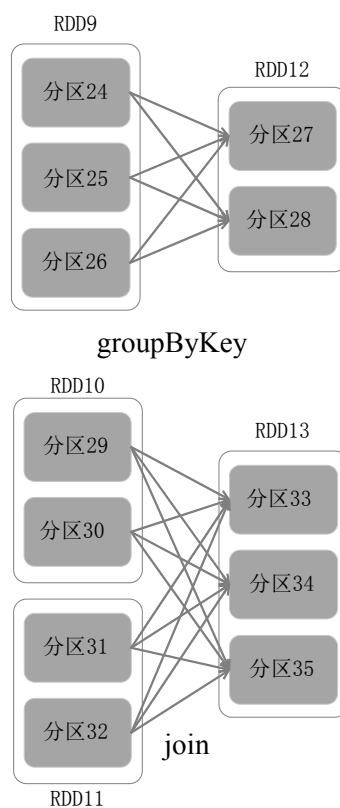 RDD9
分区24
分区25
分区26
RDD12
分区27
分区28
groupByKey
RDD10
分区29
分区30
分区31
分区32
RDD11
RDD13
分区33
分区34
分区35
join